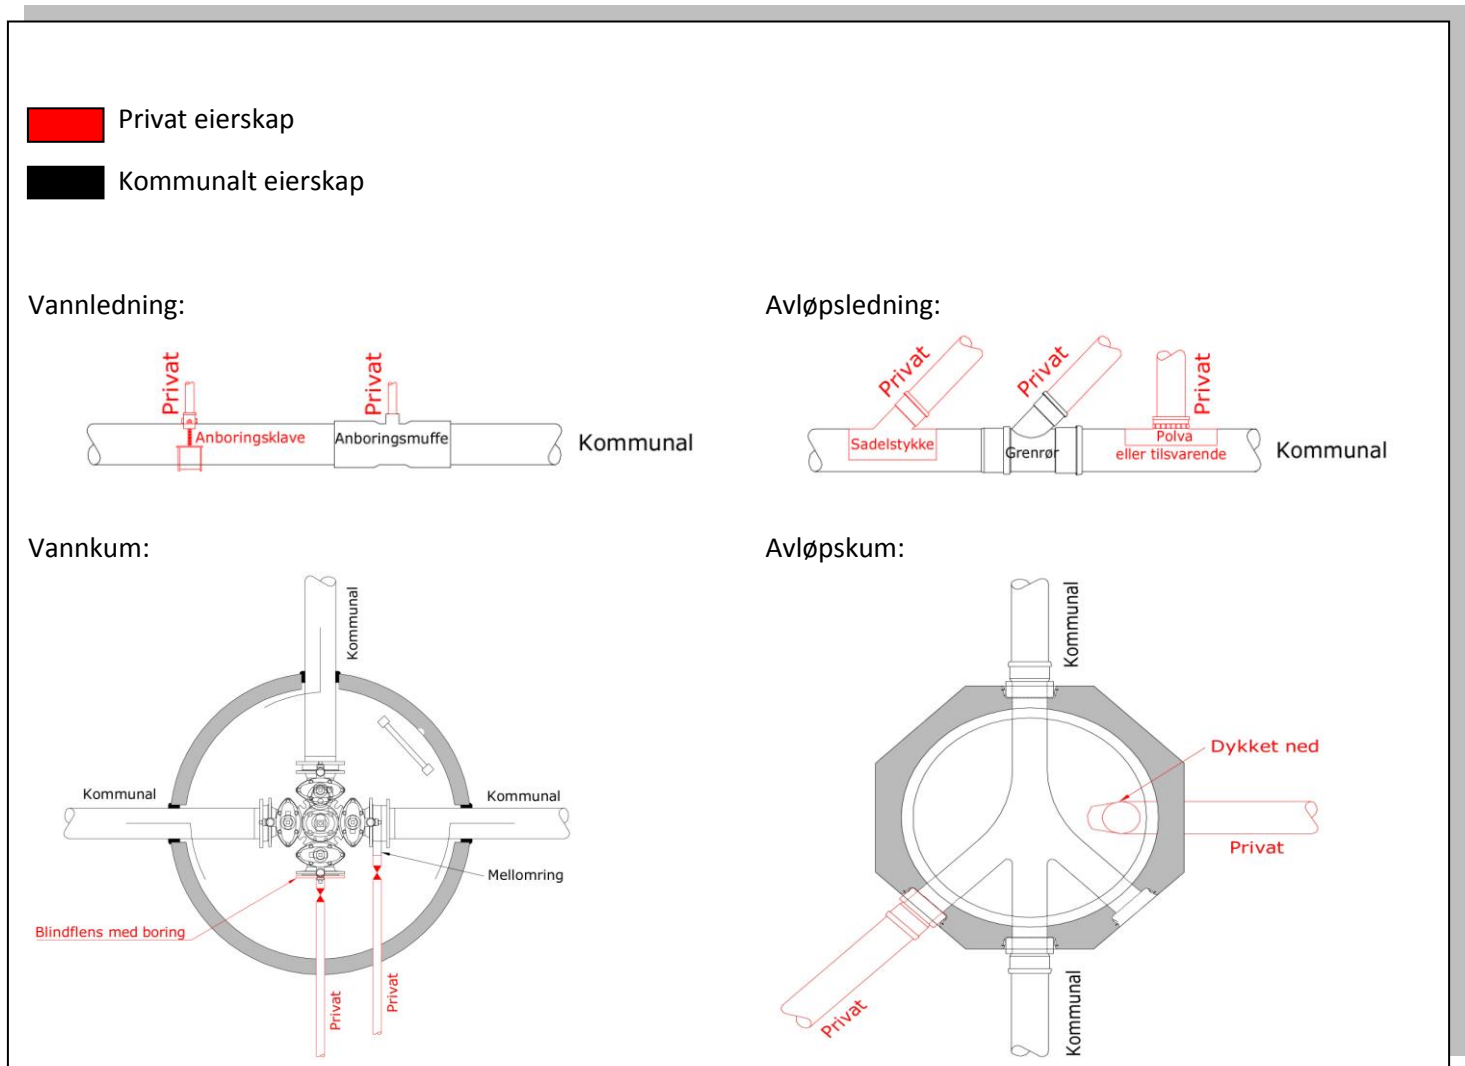 Privat eierskap
Kommunalt eierskap
Vannledning:
Privat
Privat
Anboringsklave
Anboringsmuffe
Kommunal
Avløpsledning:
Privat
Privat
Privat
Sadelstykke
Grenrør
Polva
eller tilsvarende
Kommunal
Vannkum:
Kommunal
Kommunal
Kommunal
Mellomring
Blindflens med boring
Privat
Privat
Avløpskum:
Kommunal
Dykket ned
Privat
Privat
Kommunal